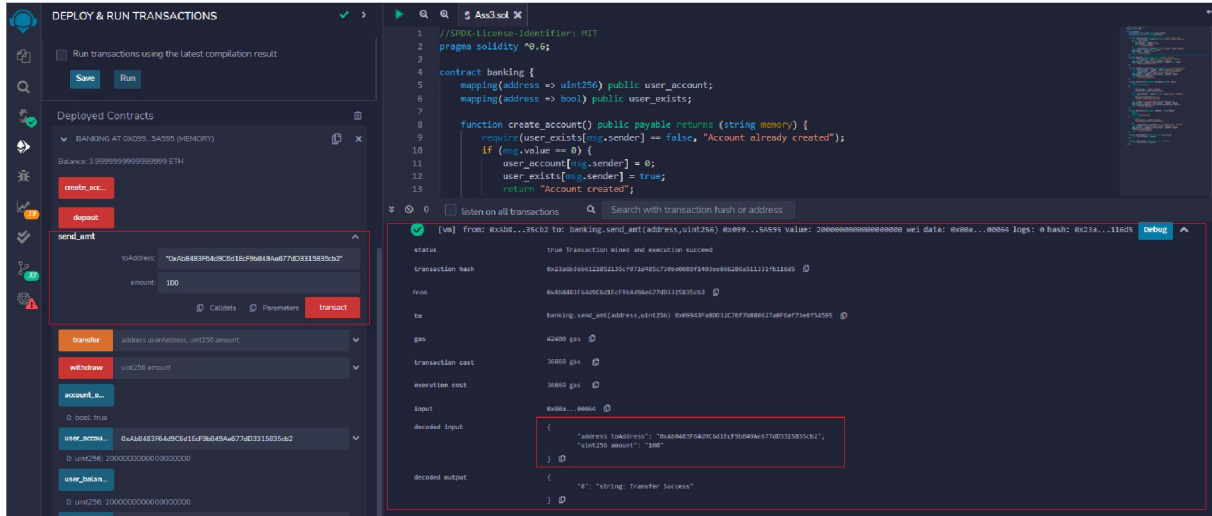 DEPLOY & RUN TRANSACTIONS
Run transactions using the latest compilation result
Save
Run
Deployed Contracts
BANKING AT 0X099...5A595 (MEMORY)
Balance: 3.9999999999999999 ETH
create_acc...
deposit
send_amt
toAddress:
"0xAb8483F64d9C6d1EcF9b849Ae677dD3315835cb2"
amount:
100
Calldata
Parameters
transact
transfer
address userAddress, uint256 amount
withdraw
uint256 amount
account_e...
0: bool: true
user_accou...
0xAb8483F64d9C6d1EcF9b849Ae677dD3315835cb2
0: uint256: 2000000000000000000
user_balan...
0: uint256: 2000000000000000000
19
33
Ass3.sol
1 //SPDX-License-Identifier: MIT
2 pragma solidity ^0.6;
3
4 contract banking {
5 mapping(address => uint256) public user_account;
6 mapping(address => bool) public user_exists;
7
8 function create_account() public payable returns (string memory) {
9 require(user_exists[msg.sender] == false, "Account already created");
10 if (msg.value == 0) {
11 user_account[msg.sender] = 0;
12 user_exists[msg.sender] = true;
13 return "Account created";
0
listen on all transactions
Search with transaction hash or address
[vm] from: 0xAb8...35cb2 to: banking.send_amt(address,uint256) 0x099...5A595 value: 2000000000000000000 wei data: 0x00a...00064 logs: 0 hash: 0x23a...116d5
Debug
status
true Transaction mined and execution succeed
transaction hash
from
0xAb8483F64d9C6d1EcF9b849Ae677dD3315835cb2
to
banking.send_amt(address,uint256)
gas
42400 gas
transaction cost
36869 gas
execution cost
36869 gas
input
0x00a...00064
decoded input
{
"address toAddress": "0xAb8483F64d9C6d1EcF9b849Ae677dD3315835cb2",
"uint256 amount": "100"
}
decoded output
{
"0": "string: Transfer Success"
}